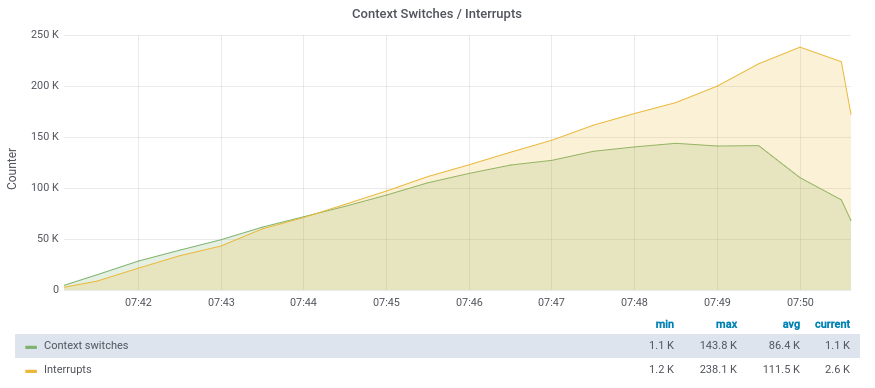 Context Switches / Interrupts
250 K
200 K
150 K
100 K
50 K
0
Counter
07:42 07:43 07:44 07:45 07:46 07:47 07:48 07:49 07:50
min max avg current
Context switches 1.1 K 143.8 K 86.4 K 1.1 K
Interrupts 1.2 K 238.1 K 111.5 K 2.6 K